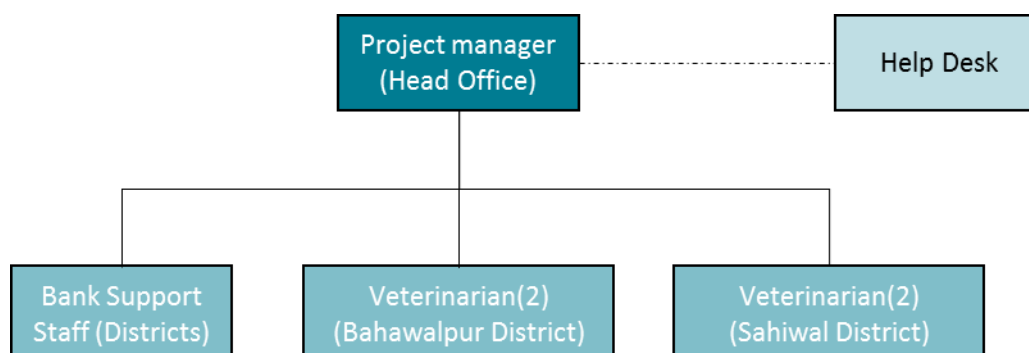 Project manager
(Head Office)
Help Desk
Bank Support
Staff (Districts)
Veterinarian(2)
(Bahawalpur District)
Veterinarian(2)
(Sahiwal District)